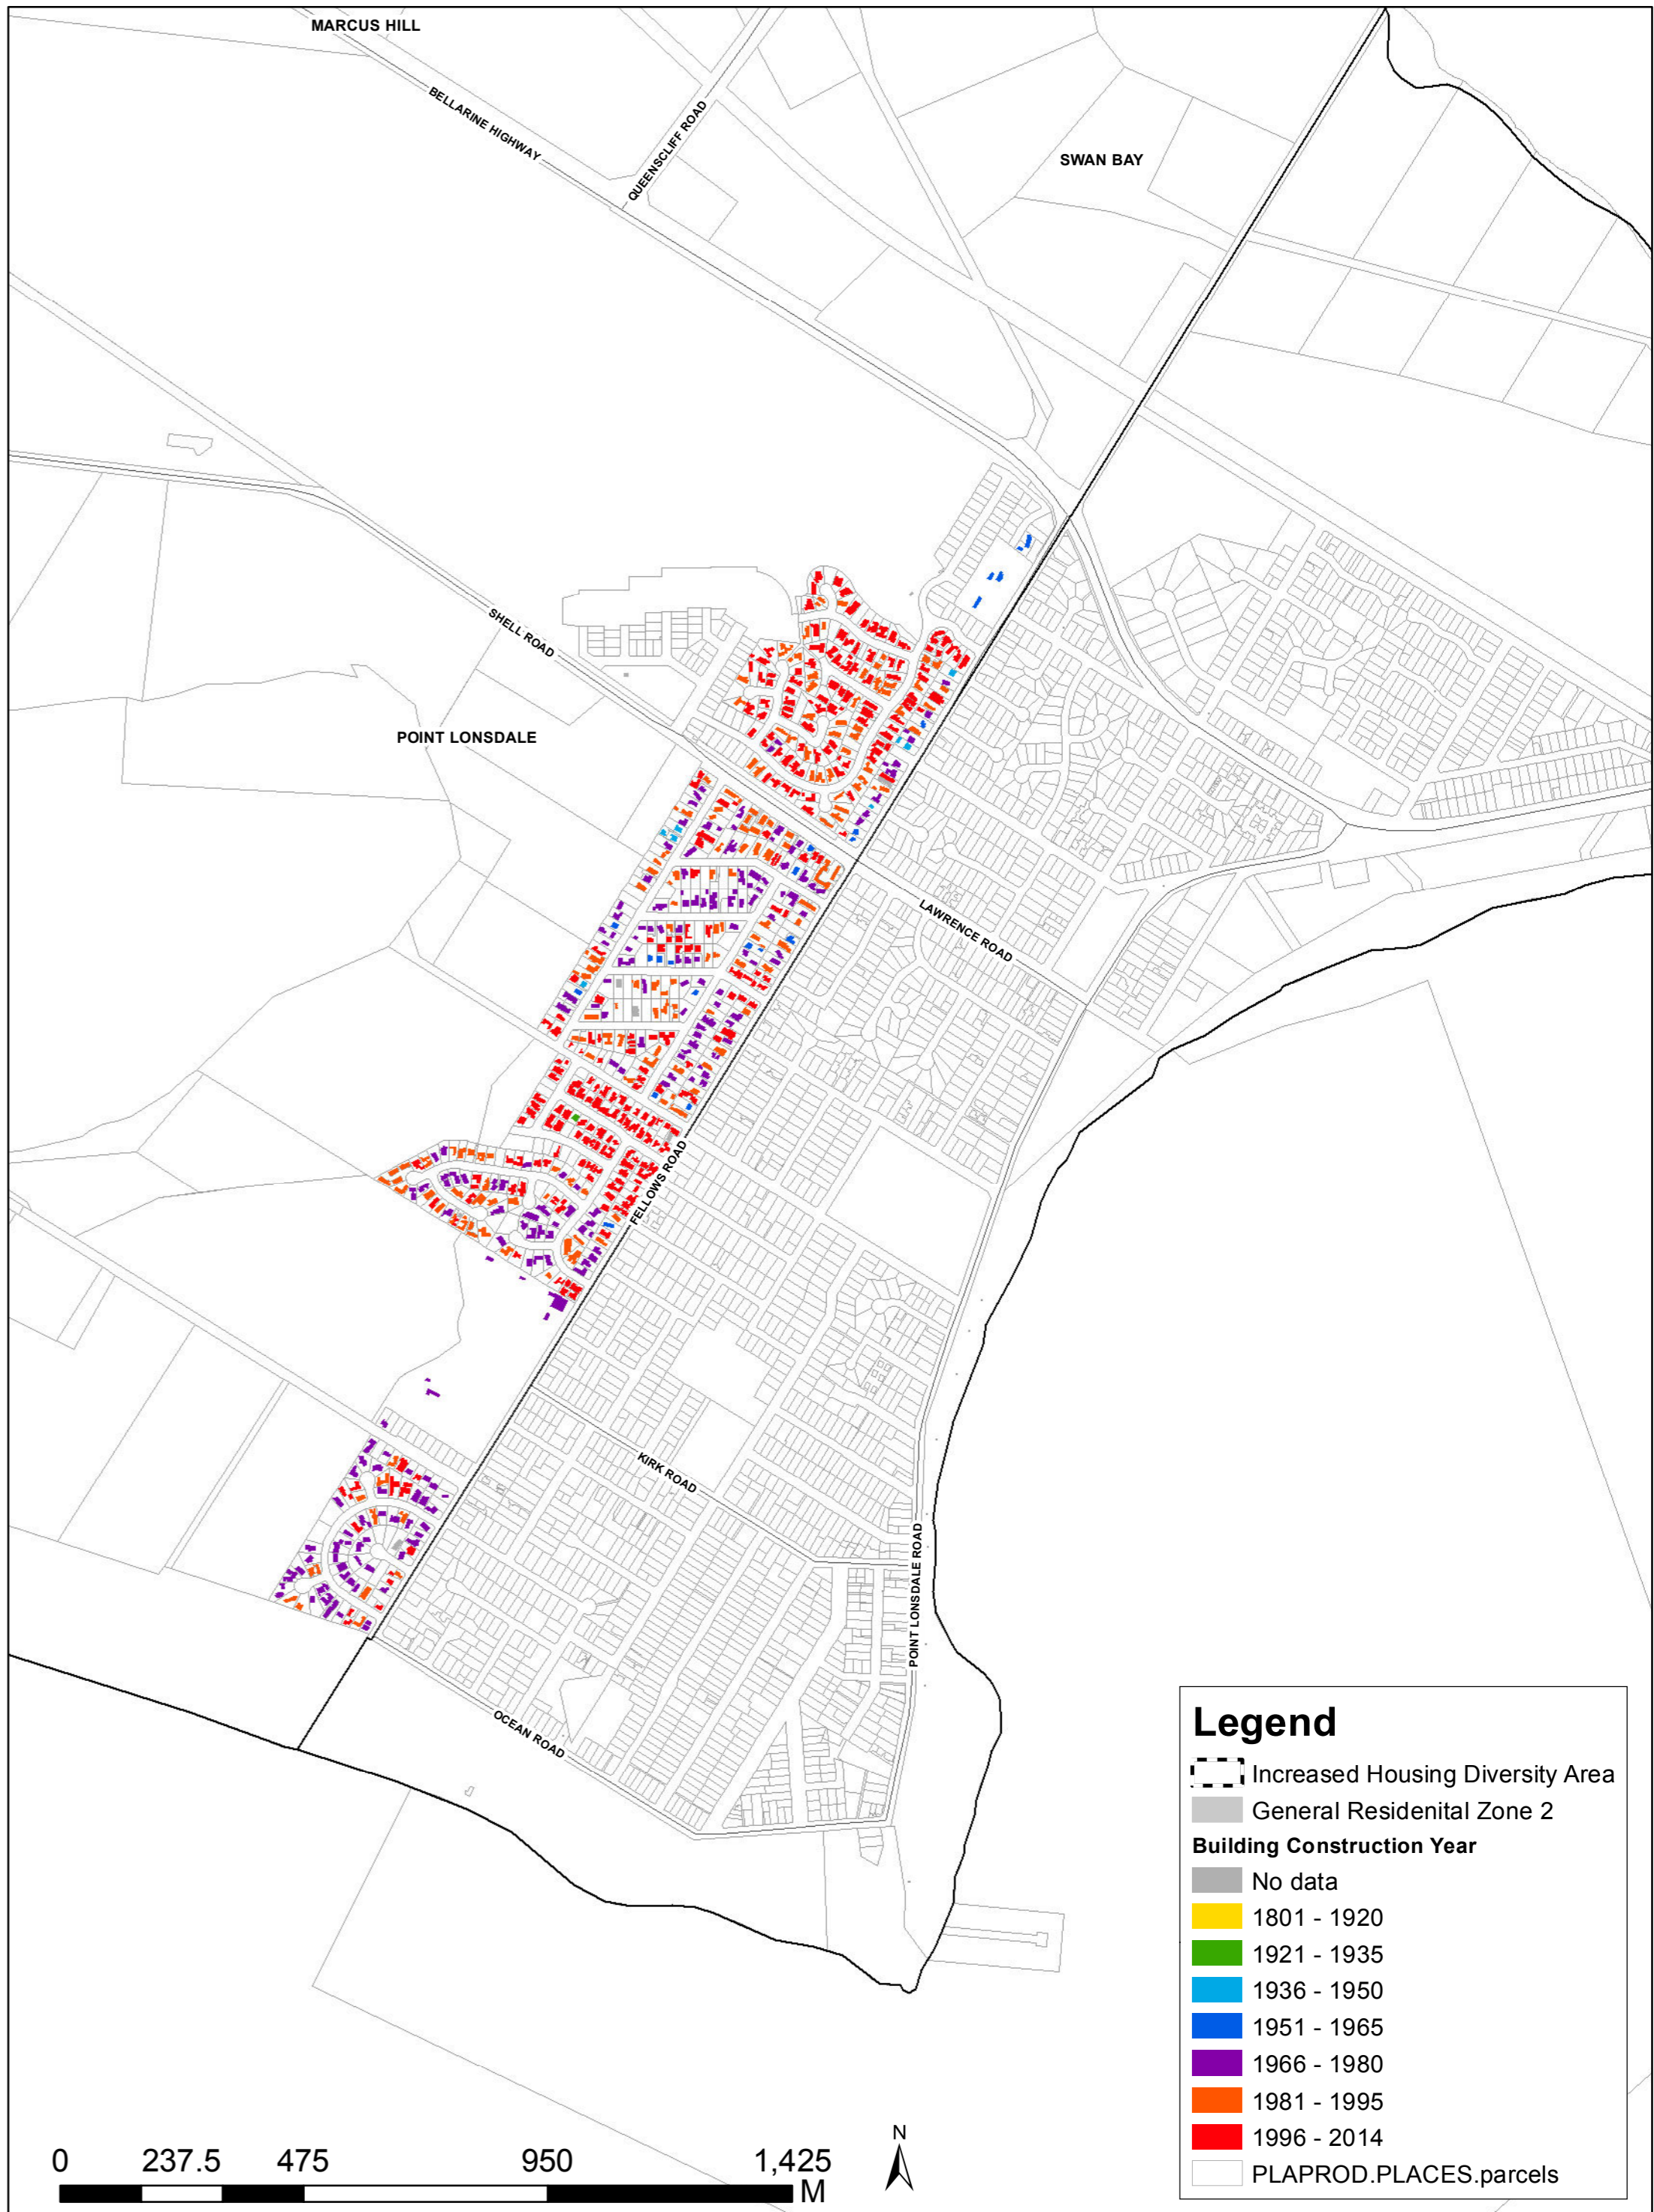 MARCUS HILL
BELLARINE HIGHWAY
QUEENSCLIFF ROAD
SWAN BAY
SHELL ROAD
POINT LONSDALE
LAWRENCE ROAD
FELLOWS ROAD
KIRK ROAD
POINT LONSDALE ROAD
OCEAN ROAD
Legend
Increased Housing Diversity Area
General Residenital Zone 2
Building Construction Year
No data
1801 - 1920
1921 - 1935
1936 - 1950
1951 - 1965
1966 - 1980
1981 - 1995
1996 - 2014
PLAPROD.PLACES.parcels
N
0 237.5 475 950 1,425
M